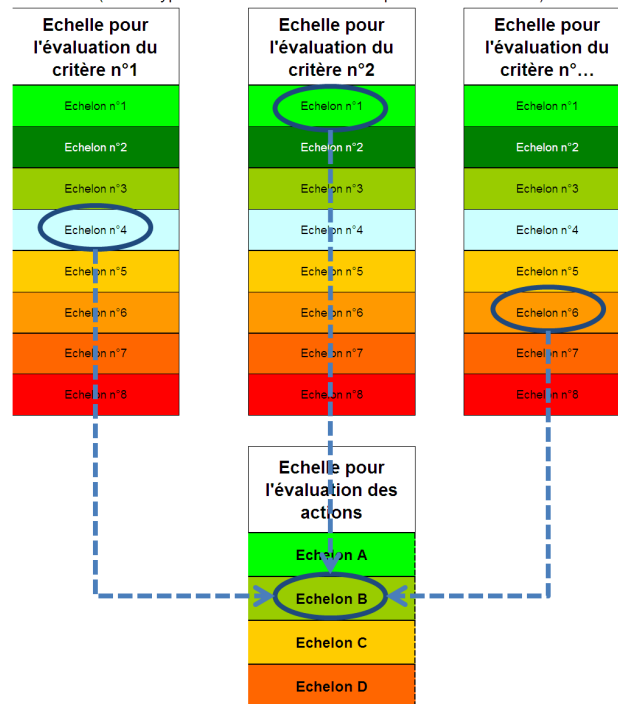 Echelle pour
l'évaluation du
critère n°1
Echelon n°1
Echelon n°2
Echelon n°3
Echelon n°4
Echelon n°5
Echelon n°6
Echelon n°7
Echelon n°8
Echelle pour
l'évaluation du
critère n°2
Echelon n°1
Echelon n°2
Echelon n°3
Echelon n°4
Echelon n°5
Echelon n°6
Echelon n°7
Echelon n°8
Echelle pour
l'évaluation du
critère n°…
Echelon n°1
Echelon n°2
Echelon n°3
Echelon n°4
Echelon n°5
Echelon n°6
Echelon n°7
Echelon n°8
Echelle pour
l'évaluation des
actions
Echelon A
Echelon B
Echelon C
Echelon D